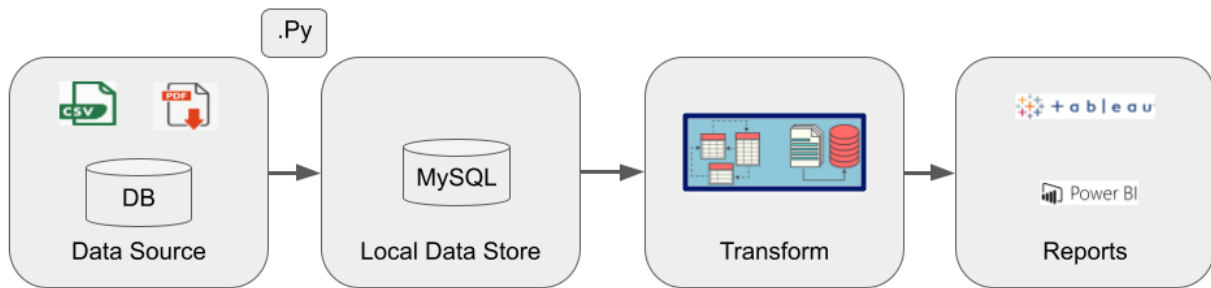 .Py
CSV
PDF
DB
Data Source
MySQL
Local Data Store
Transform
+ a b l e a u
Power BI
Reports